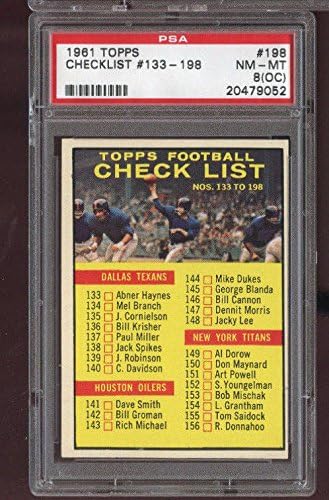 PSA
1961 TOPPS #198
CHECKLIST #133-198 NM-MT
8(OC)
20479052
TOPPS FOOTBALL
CHECK LIST
NOS. 133 TO 198
DALLAS TEXANS
133 Abner Haynes
134 Mel Branch
135 J. Cornielson
136 Bill Krisher
137 Paul Miller
138 Jack Spikes
139 J. Robinson
140 C. Davidson
HOUSTON OILERS
141 Dave Smith
142 Bill Groman
143 Rich Michael
144 Mike Dukes
145 George Blanda
146 Bill Cannon
147 Dennit Morris
148 Jacky Lee
NEW YORK TITANS
149 Al Dorow
150 Don Maynard
151 Art Powell
152 S. Youngelman
153 Bob Mischak
154 L. Grantham
155 Tom Saidock
156 R. Donnahoo